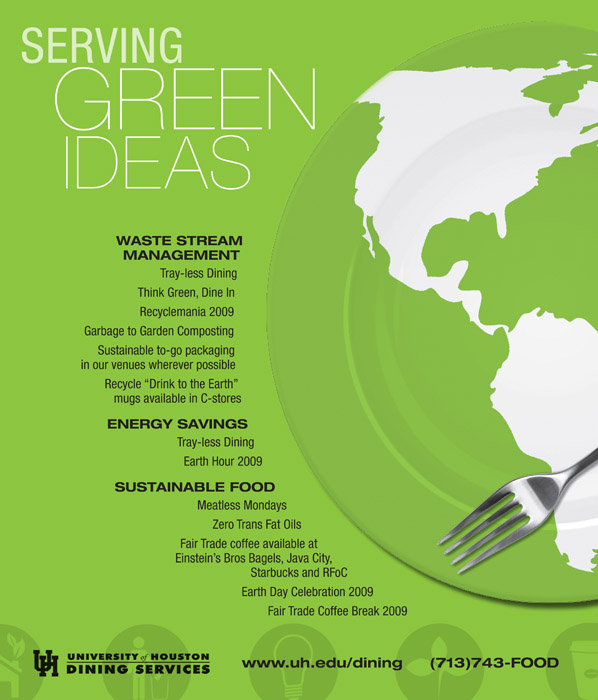 SERVING
GREEN
IDEAS
WASTE STREAM
MANAGEMENT
Tray-less Dining
Think Green, Dine In
Recyclemania 2009
Garbage to Garden Composting
Sustainable to-go packaging
in our venues wherever possible
Recycle “Drink to the Earth”
mugs available in C-stores
ENERGY SAVINGS
Tray-less Dining
Earth Hour 2009
SUSTAINABLE FOOD
Meatless Mondays
Zero Trans Fat Oils
Fair Trade coffee available at
Einstein’s Bros Bagels, Java City,
Starbucks and RFoC
Earth Day Celebration 2009
Fair Trade Coffee Break 2009
UH
UNIVERSITY of HOUSTON
DINING SERVICES
www.uh.edu/dining
(713)743-FOOD